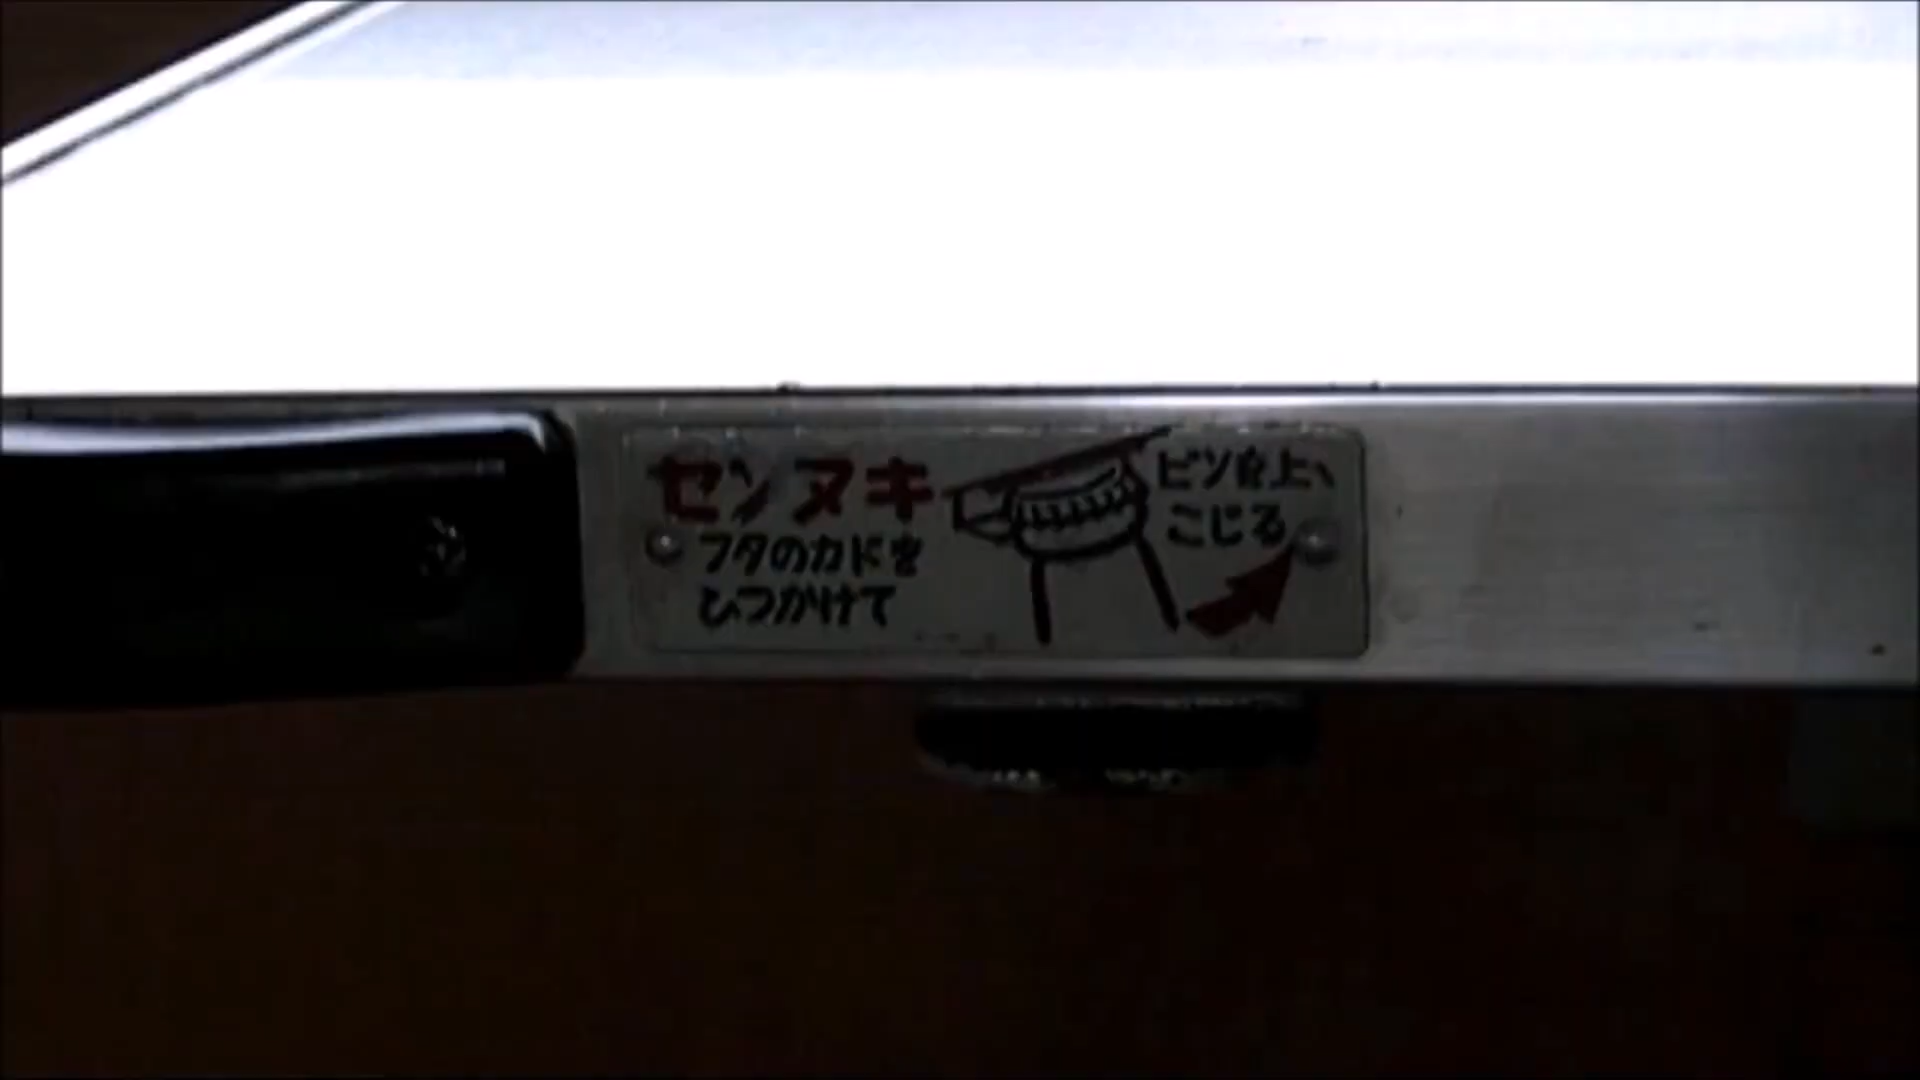 センヌキ
フタのカドを
ひつかけて
ビンを上へ
こじる